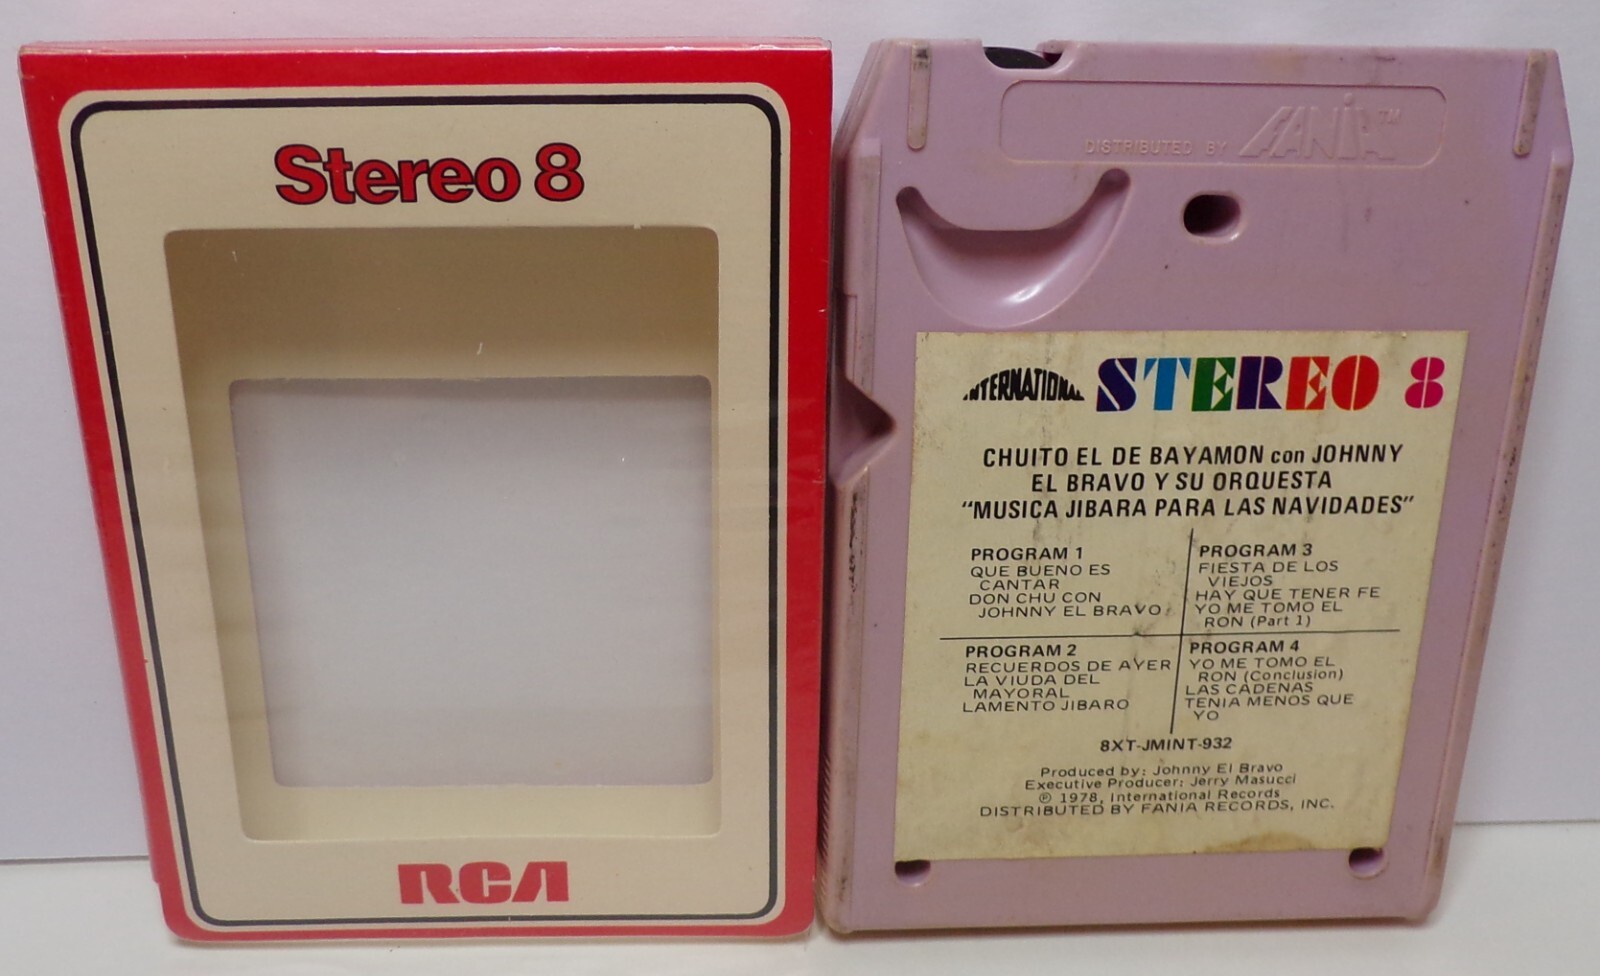 Stereo 8
RCA
DISTRIBUTED BY FANIA TM
INTERNATIONAL STEREO 8
CHUITO EL DE BAYAMON con JOHNNY
EL BRAVO Y SU ORQUESTA
"MUSICA JIBARA PARA LAS NAVIDADES"
PROGRAM 1
QUE BUENO ES
CANTAR
DON CHU CON
JOHNNY EL BRAVO
PROGRAM 3
FIESTA DE LOS
VIEJOS
HAY QUE TENER FE
YO ME TOMO EL
RON (Part 1)
PROGRAM 2
RECUERDOS DE AYER
LA VIUDA DEL
MAYORAL
LAMENTO JIBARO
PROGRAM 4
YO ME TOMO EL
RON (Conclusion)
LAS CADENAS
TENIA MENOS QUE
YO
8XT-JMINT-932
Produced by: Johnny El Bravo
Executive Producer: Jerry Masucci
℗ 1978, International Records
DISTRIBUTED BY FANIA RECORDS, INC.